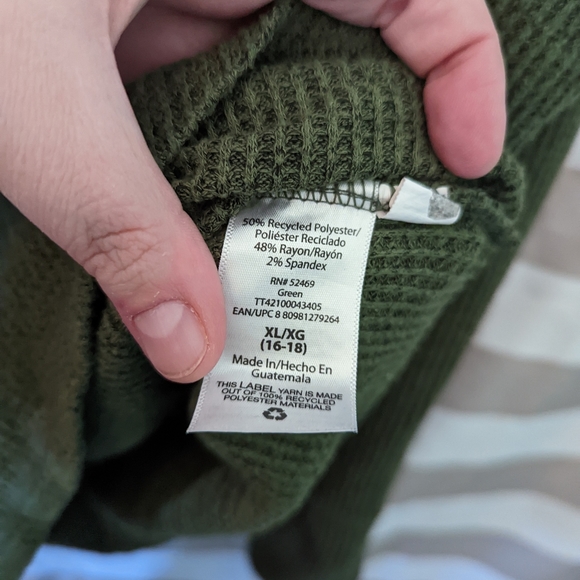 50% Recycled Polyester/
Poliéster Reciclado
48% Rayon/Rayón
2% Spandex
RN# 52469
Green
TT42100043405
EAN/UPC 8 80981279264
XL/XG
(16-18)
Made In/Hecho En
Guatemala
THIS LABEL YARN IS MADE
OUT OF 100% RECYCLED
POLYESTER MATERIALS